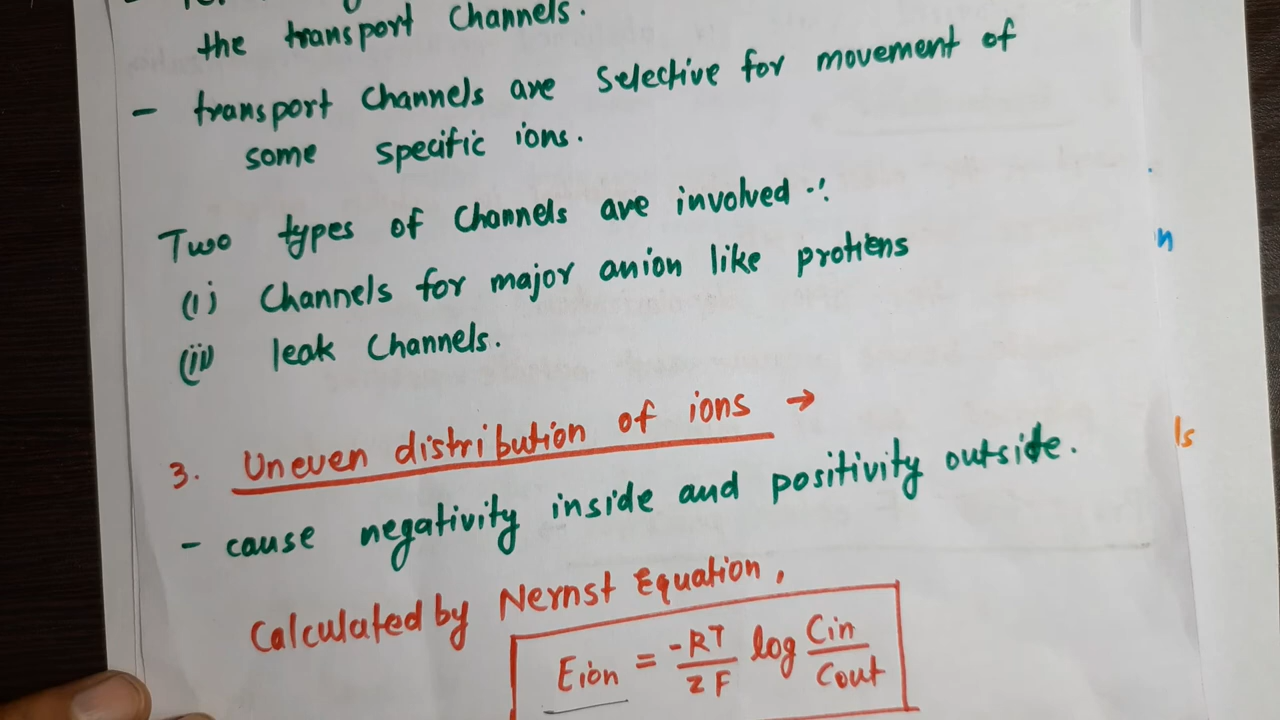 the transport channels.
- transport channels are selective for movement of
some specific ions.
Two types of channels are involved :
(i) Channels for major anion like protiens
(ii) leak channels.
3. Uneven distribution of ions →
- cause negativity inside and positivity outside.
Calculated by Nernst Equation,
Eion = -RT/ZF log Cin/Cout
n
ls